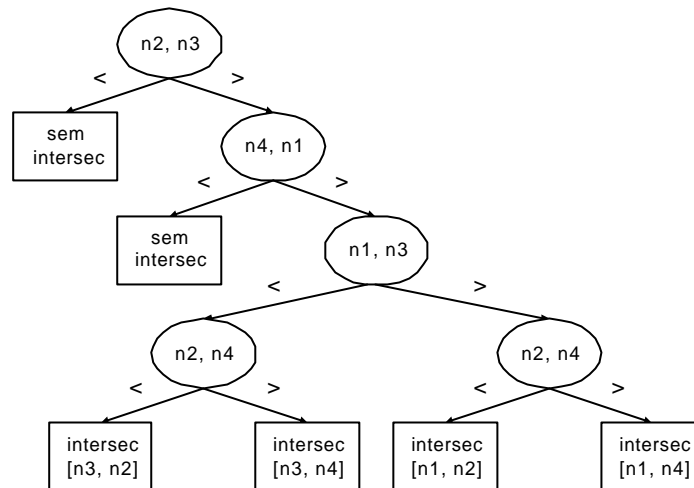 n2, n3
<
>
sem
intersec
n4, n1
<
>
sem
intersec
n1, n3
<
>
n2, n4
n2, n4
<
>
<
>
intersec
[n3, n2]
intersec
[n3, n4]
intersec
[n1, n2]
intersec
[n1, n4]